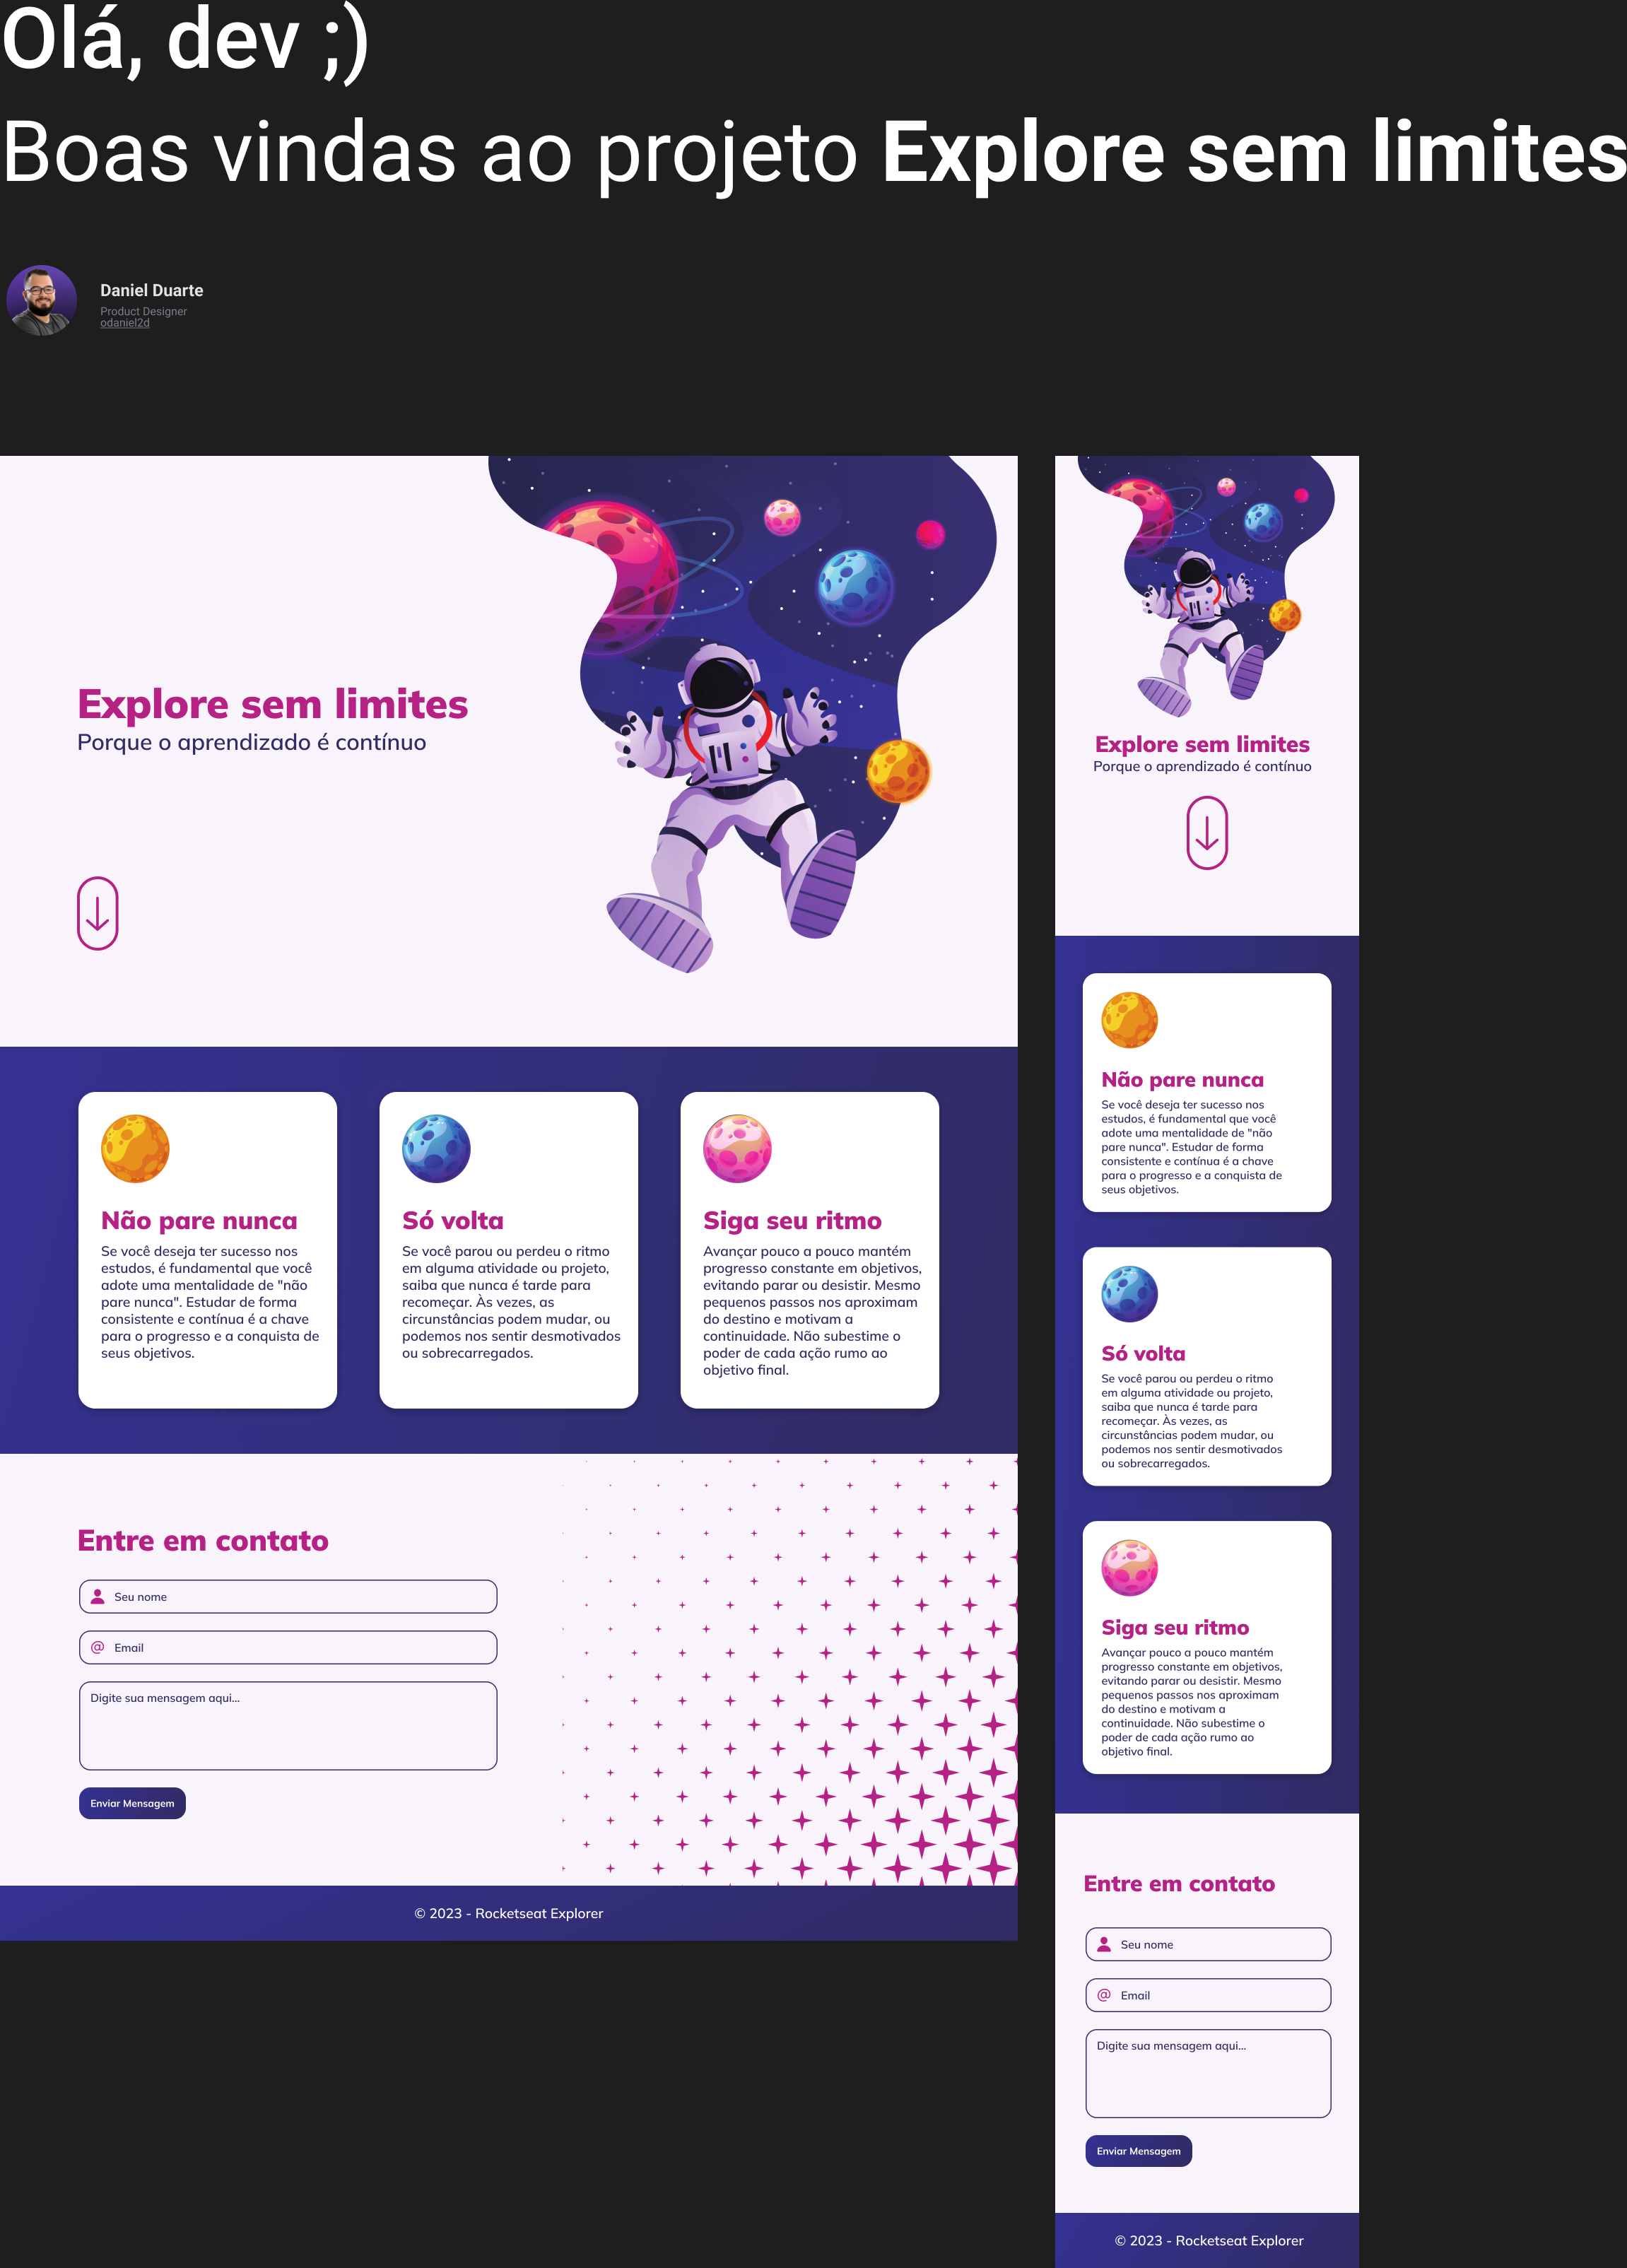 Olá, dev ;)
Boas vindas ao projeto Explore sem limites
Daniel Duarte
Product Designer
odaniel2d
Explore sem limites
Porque o aprendizado é contínuo
Não pare nunca
Se você deseja ter sucesso nos
estudos, é fundamental que você
adote uma mentalidade de "não
pare nunca". Estudar de forma
consistente e contínua é a chave
para o progresso e a conquista de
seus objetivos.
Só volta
Se você parou ou perdeu o ritmo
em alguma atividade ou projeto,
saiba que nunca é tarde para
recomeçar. Às vezes, as
circunstâncias podem mudar, ou
podemos nos sentir desmotivados
ou sobrecarregados.
Siga seu ritmo
Avançar pouco a pouco mantém
progresso constante em objetivos,
evitando parar ou desistir. Mesmo
pequenos passos nos aproximam
do destino e motivam a
continuidade. Não subestime o
poder de cada ação rumo ao
objetivo final.
Entre em contato
Seu nome
@ Email
Digite sua mensagem aqui...
Enviar Mensagem
© 2023 - Rocketseat Explorer
Explore sem limites
Porque o aprendizado é contínuo
Não pare nunca
Se você deseja ter sucesso nos
estudos, é fundamental que você
adote uma mentalidade de "não
pare nunca". Estudar de forma
consistente e contínua é a chave
para o progresso e a conquista de
seus objetivos.
Só volta
Se você parou ou perdeu o ritmo
em alguma atividade ou projeto,
saiba que nunca é tarde para
recomeçar. Às vezes, as
circunstâncias podem mudar, ou
podemos nos sentir desmotivados
ou sobrecarregados.
Siga seu ritmo
Avançar pouco a pouco mantém
progresso constante em objetivos,
evitando parar ou desistir. Mesmo
pequenos passos nos aproximam
do destino e motivam a
continuidade. Não subestime o
poder de cada ação rumo ao
objetivo final.
Entre em contato
Seu nome
@ Email
Digite sua mensagem aqui...
Enviar Mensagem
© 2023 - Rocketseat Explorer